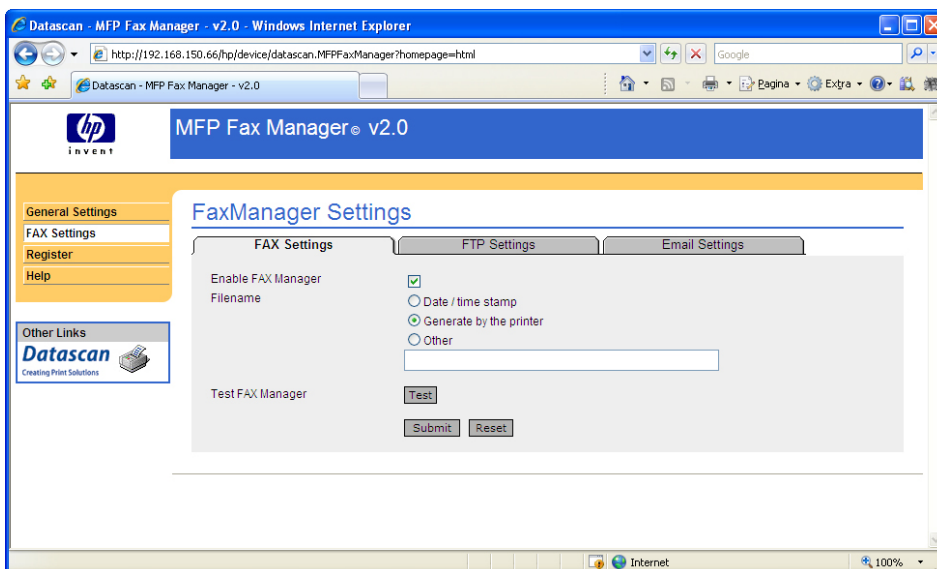 Datascan - MFP Fax Manager - v2.0 - Windows Internet Explorer
http://192.168.150.66/hp/device/datascan.MFPFaxManager?homepage=html
Google
Datascan - MFP Fax Manager - v2.0
Pagina
Extra
hp
invent
MFP Fax Manager© v2.0
General Settings
FAX Settings
Register
Help
Other Links
Datascan
Creating Print Solutions
FaxManager Settings
FAX Settings
FTP Settings
Email Settings
Enable FAX Manager
Filename
Date / time stamp
Generate by the printer
Other
Test FAX Manager
Test
Submit
Reset
Internet
100%